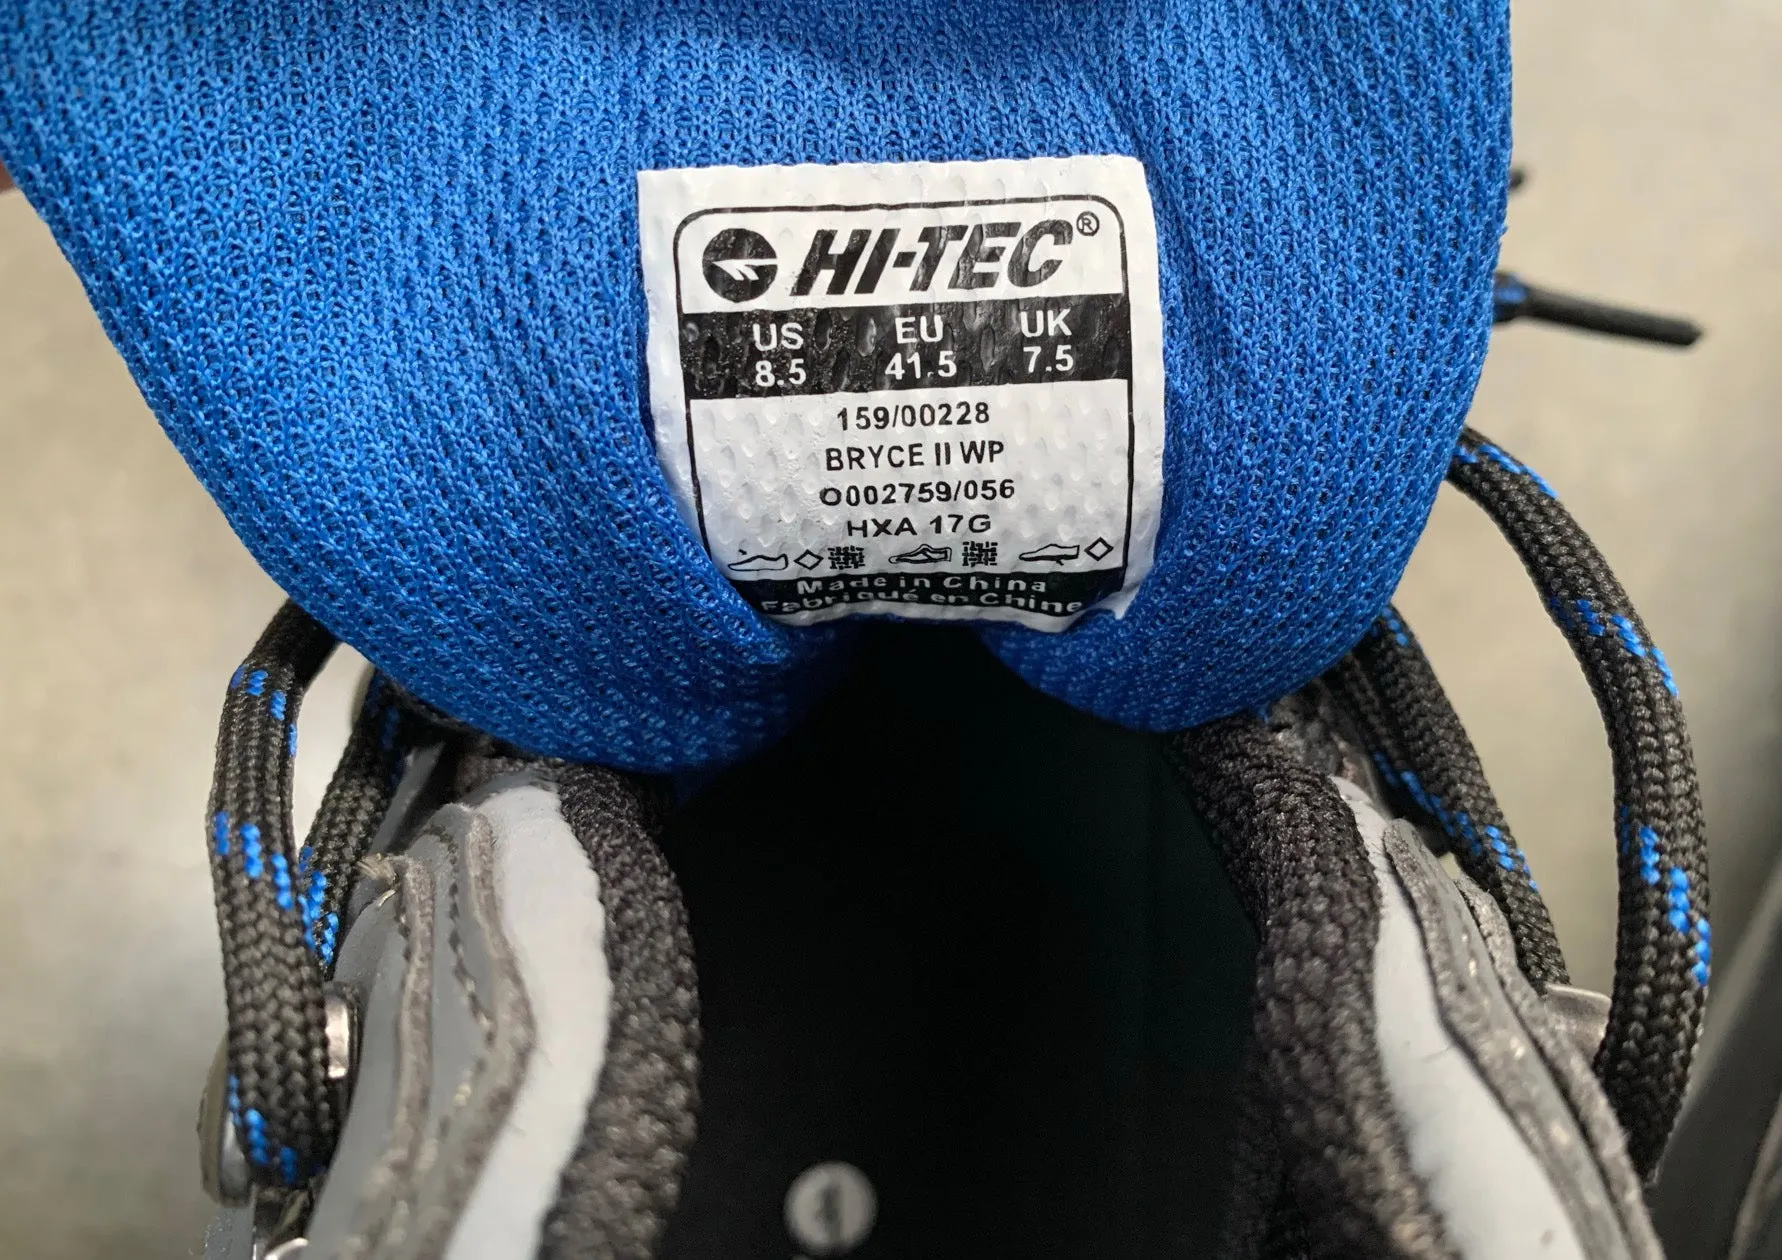 HI-TEC®
US EU UK
8.5 41.5 7.5
159/00228
BRYCE II WP
O002759/056
HXA 17G
Made in China
Fabriqué en Chine